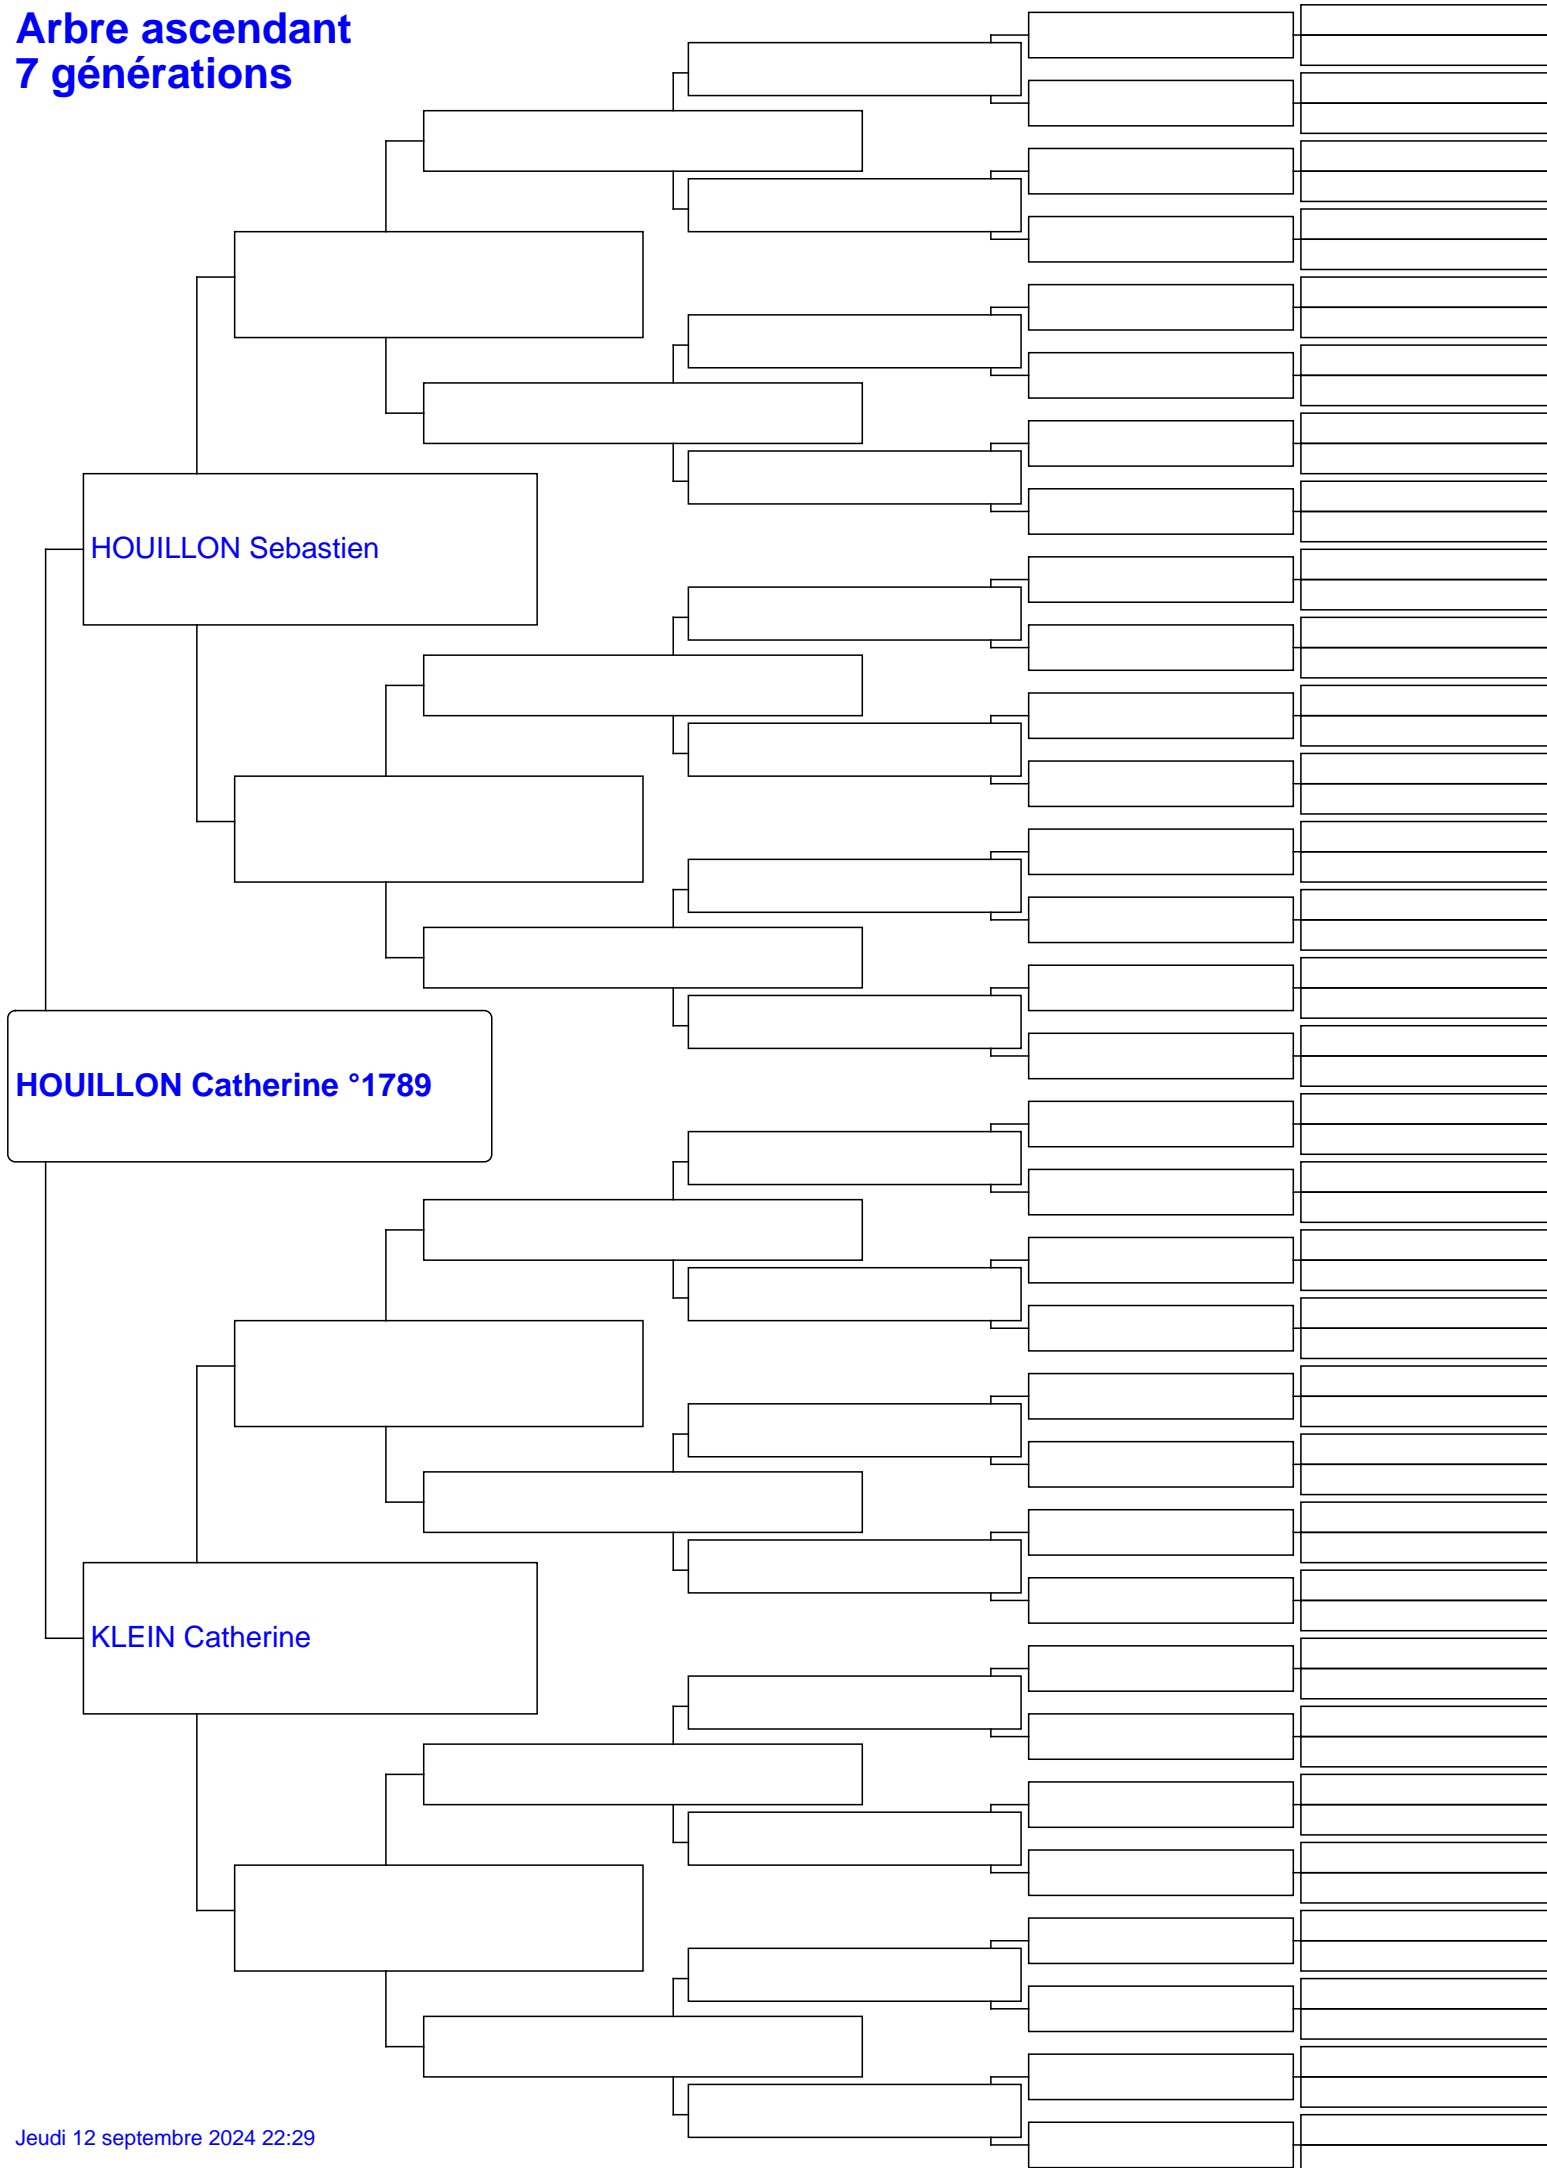 Arbre ascendant
7 générations
HOUILLON Sebastien
HOUILLON Catherine °1789
KLEIN Catherine
Jeudi 12 septembre 2024 22:29